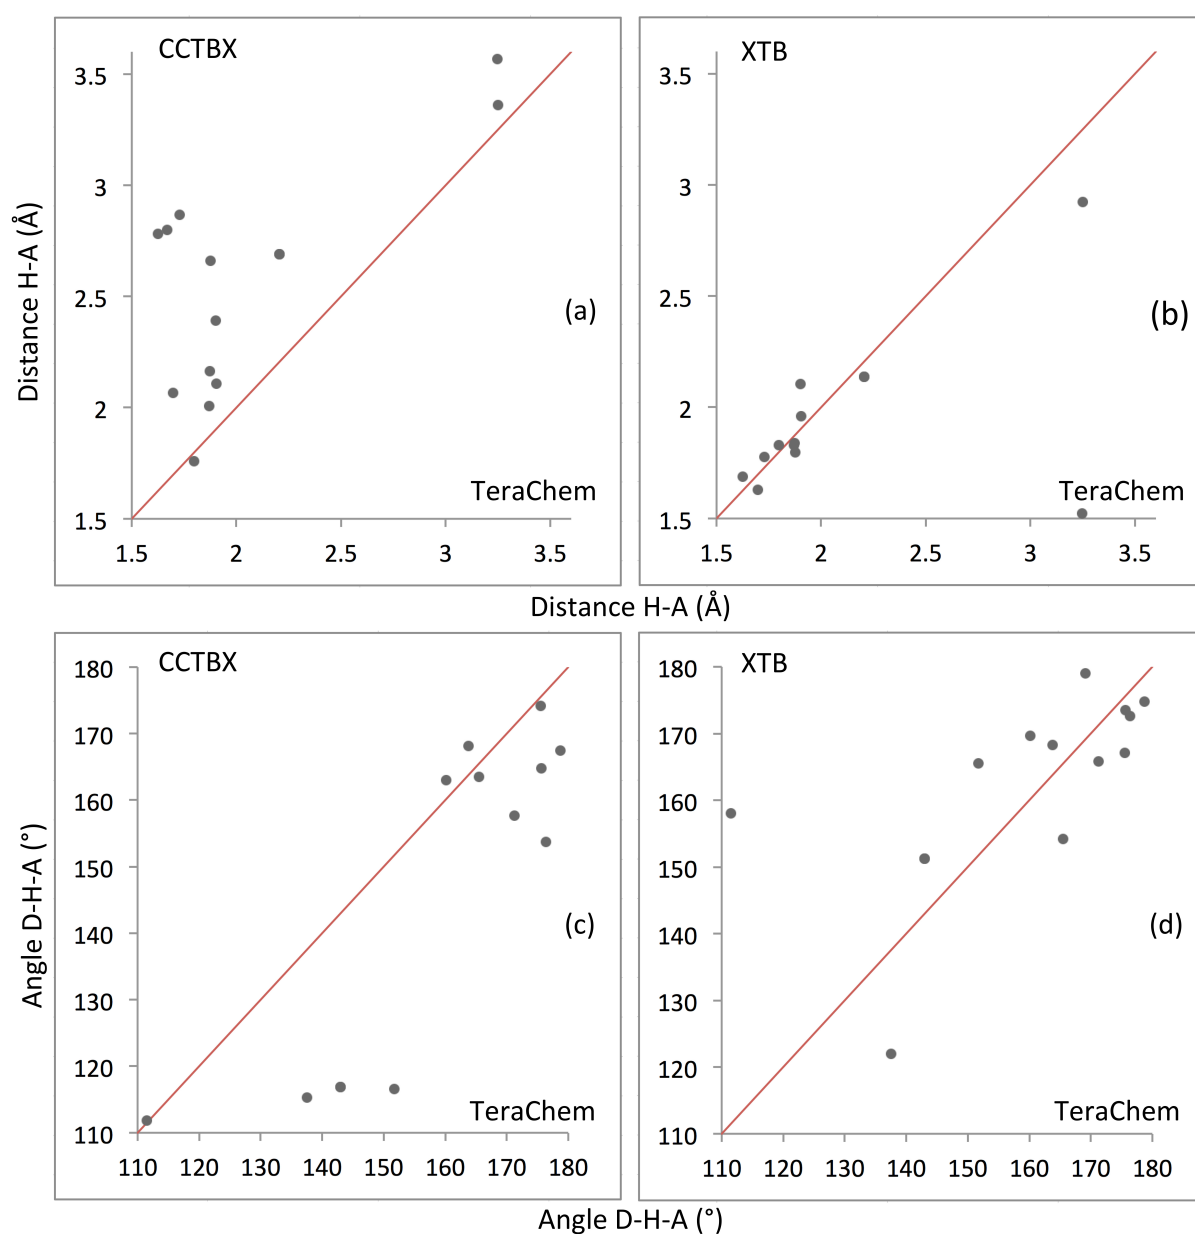 CCTBX
XTB
3.5
3
2.5
2
1.5
Distance H-A (Å)
(a)
TeraChem
1.5 2 2.5 3 3.5
3.5
3
2.5
2
1.5
(b)
TeraChem
1.5 2 2.5 3 3.5
Distance H-A (Å)
CCTBX
180
170
160
150
140
130
120
110
Angle D-H-A (°)
(c)
TeraChem
110 120 130 140 150 160 170 180
XTB
180
170
160
150
140
130
120
110
(d)
TeraChem
110 120 130 140 150 160 170 180
Angle D-H-A (°)